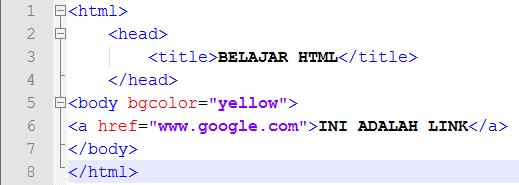 1 <html>
2 <head>
3 <title>BELAJAR HTML</title>
4 </head>
5 <body bgcolor="yellow">
6 <a href="www.google.com">INI ADALAH LINK</a>
7 </body>
8 </html>